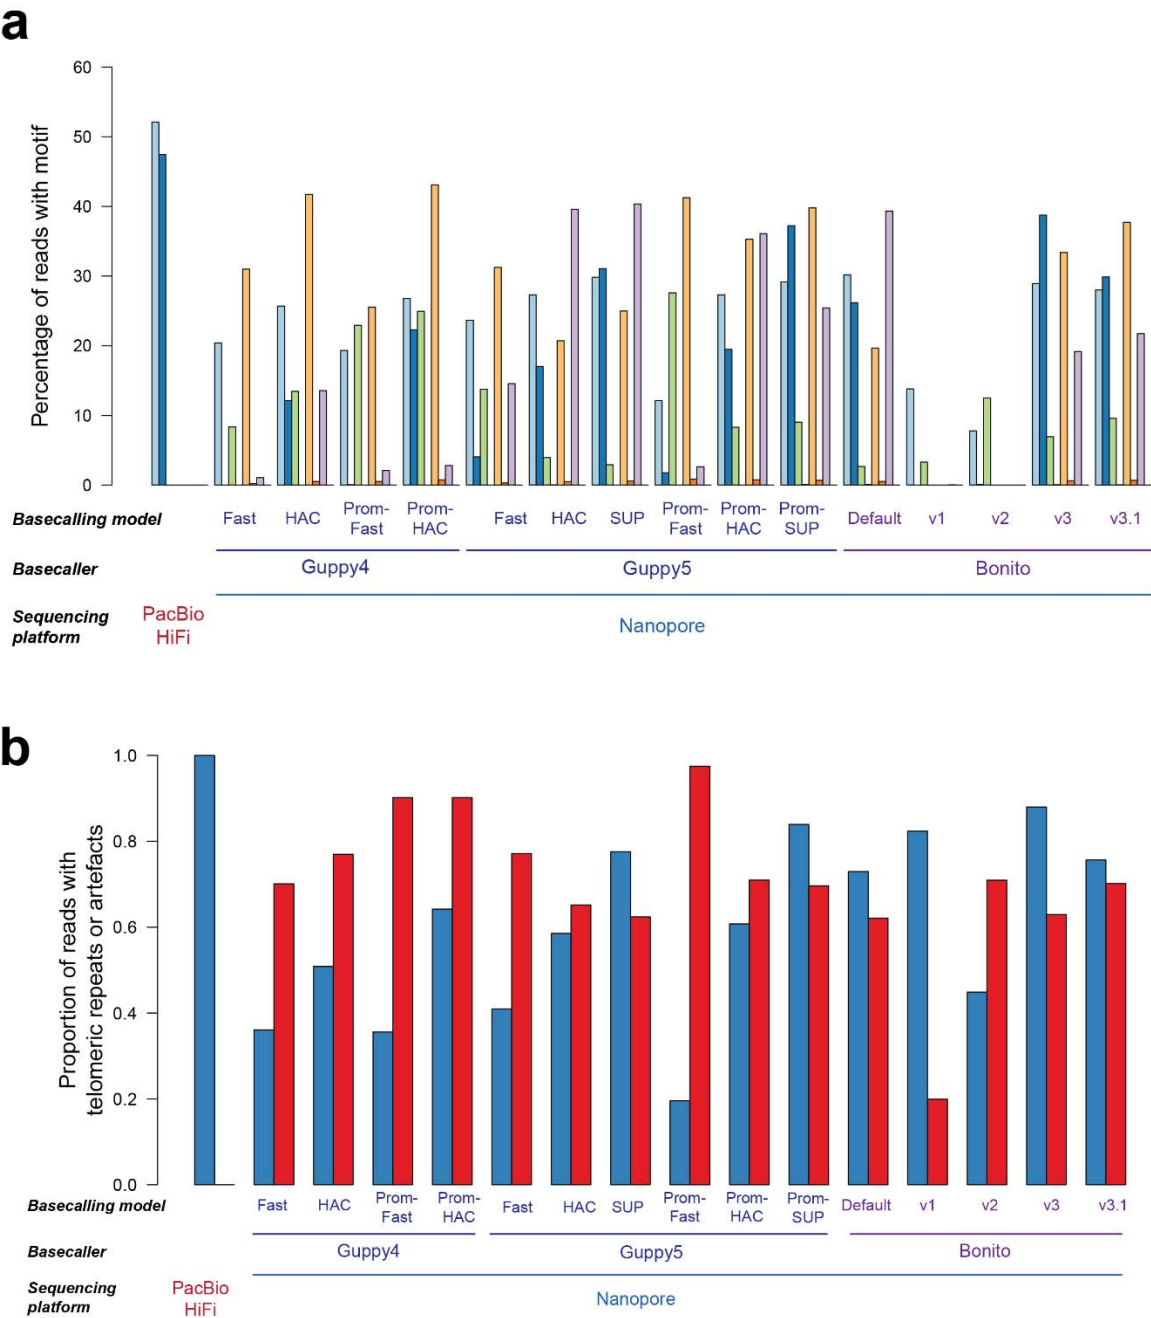 a
Percentage of reads with motif
60
50
40
30
20
10
0
Basecalling model
Fast
HAC
Prom-
Fast
Prom-
HAC
Fast
HAC
SUP
Prom-
Fast
Prom-
HAC
Prom-
SUP
Default
v1
v2
v3
v3.1
Basecaller
Guppy4
Guppy5
Bonito
Sequencing
platform
PacBio
HiFi
Nanopore
b
Proportion of reads with
telomeric repeats or artefacts
1.0
0.8
0.6
0.4
0.2
0.0
Basecalling model
Fast
HAC
Prom-
Fast
Prom-
HAC
Fast
HAC
SUP
Prom-
Fast
Prom-
HAC
Prom-
SUP
Default
v1
v2
v3
v3.1
Basecaller
Guppy4
Guppy5
Bonito
Sequencing
platform
PacBio
HiFi
Nanopore